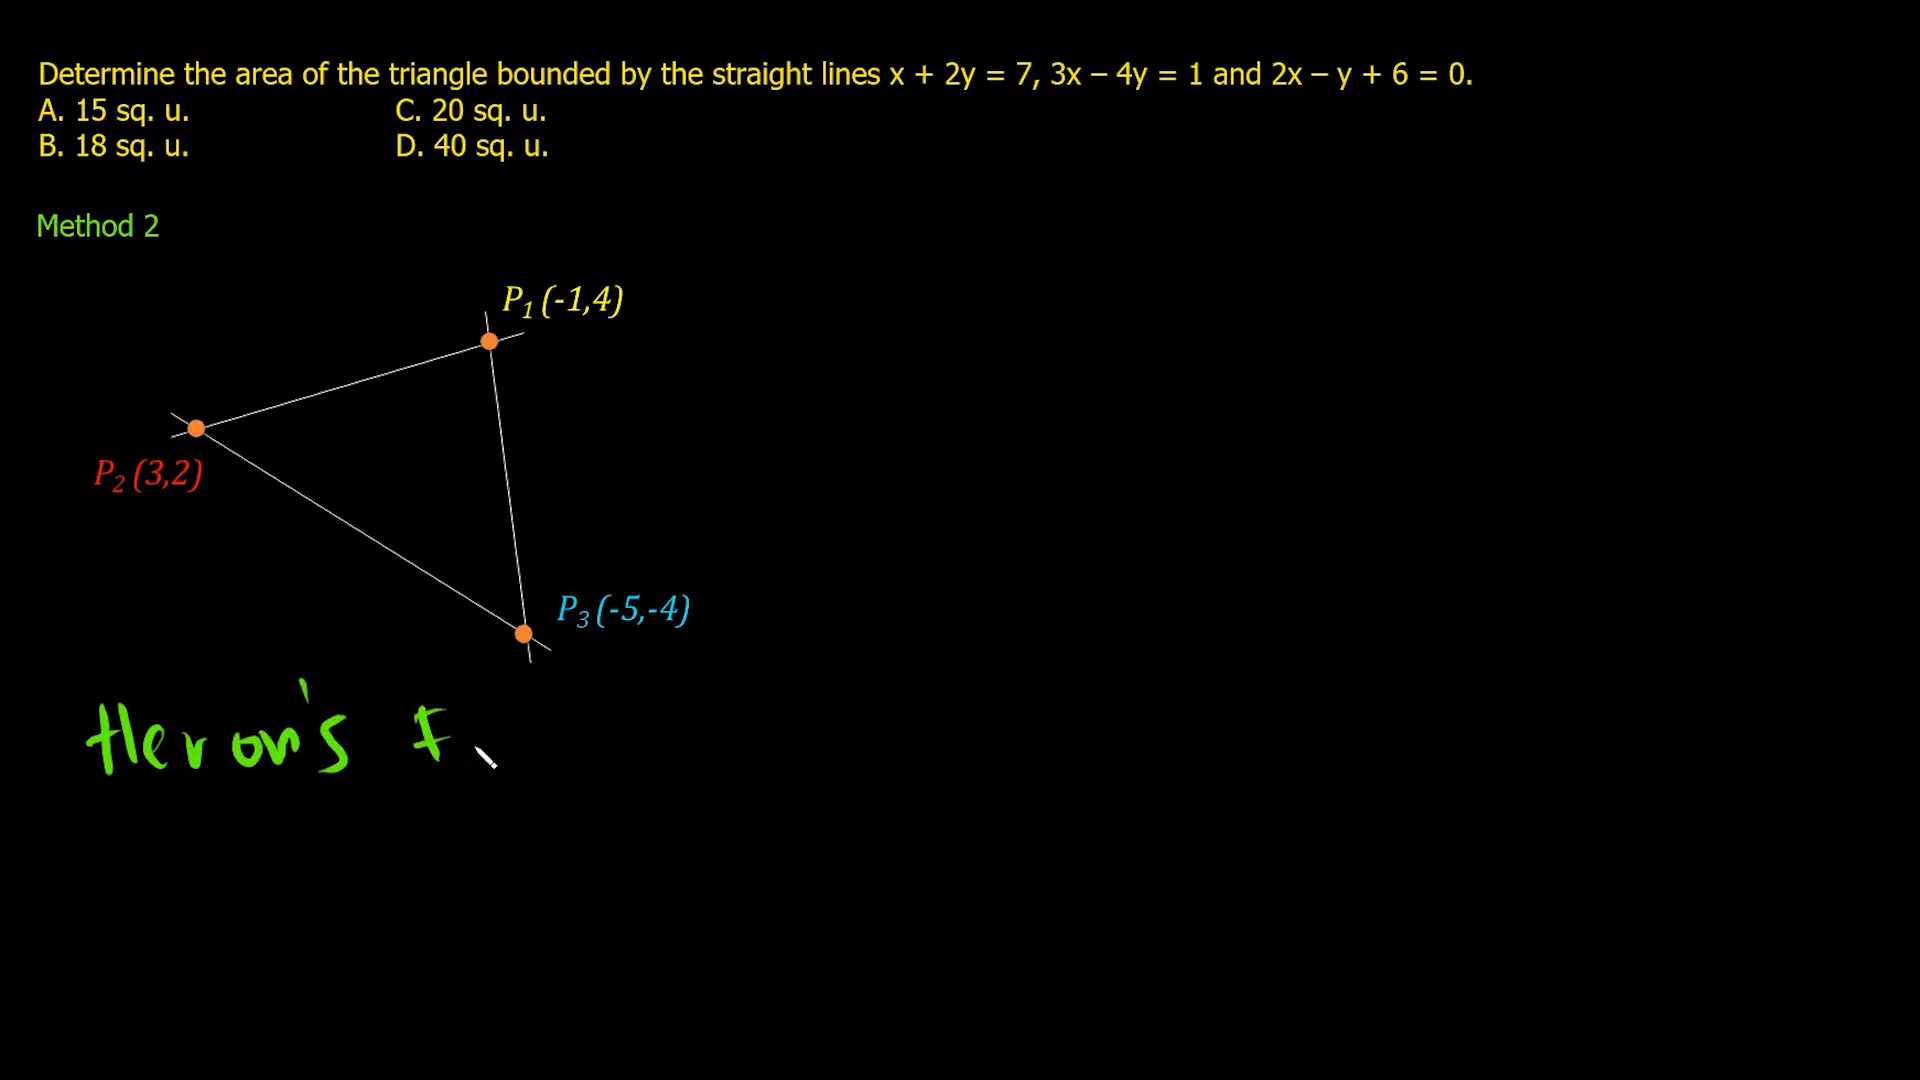 Determine the area of the triangle bounded by the straight lines x + 2y = 7, 3x – 4y = 1 and 2x – y + 6 = 0.
A. 15 sq. u. C. 20 sq. u.
B. 18 sq. u. D. 40 sq. u.
Method 2
P₁ (-1,4)
P₂ (3,2)
P₃ (-5,-4)
Heron's F